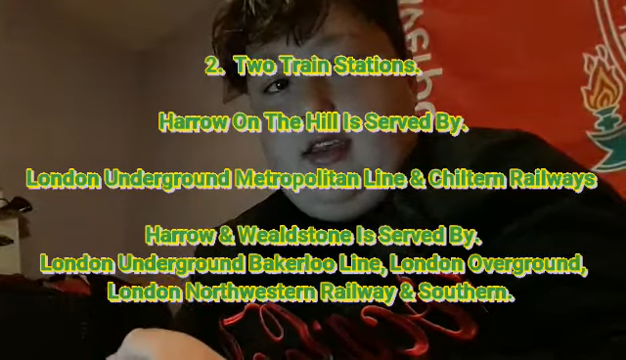 2. Two Train Stations.
Harrow On The Hill Is Served By.
London Underground Metropolitan Line & Chiltern Railways
Harrow & Wealdstone Is Served By.
London Underground Bakerloo Line, London Overground,
London Northwestern Railway & Southern.